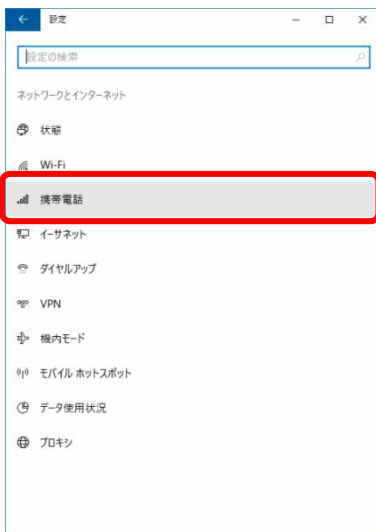 設定
設定の検索
ネットワークとインターネット
状態
Wi-Fi
携帯電話
イーサネット
ダイヤルアップ
VPN
機内モード
モバイル ホットスポット
データ使用状況
プロキシ